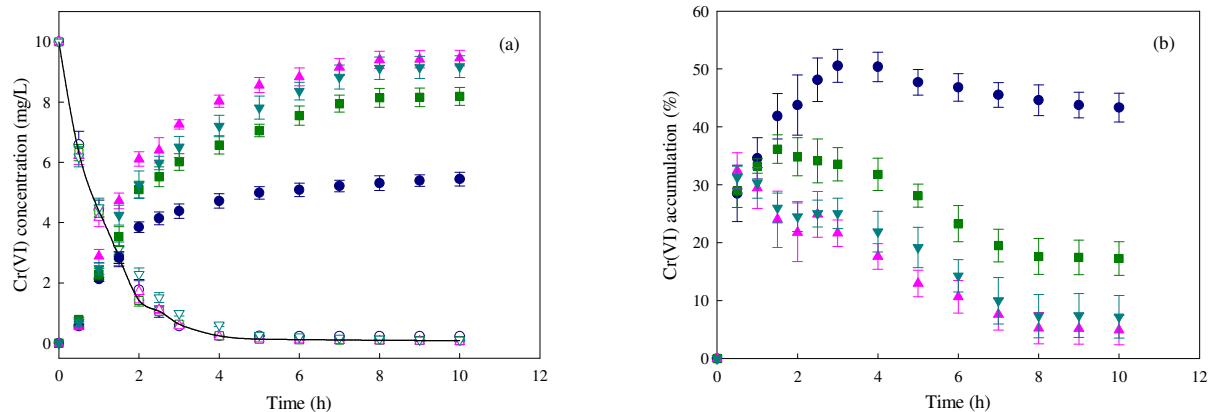 (a)
Cr(VI) concentration (mg/L)
10
8
6
4
2
0
0 2 4 6 8 10 12
Time (h)
(b)
Cr(VI) accumulation (%)
70
60
50
40
30
20
10
0
0 2 4 6 8 10 12
Time (h)